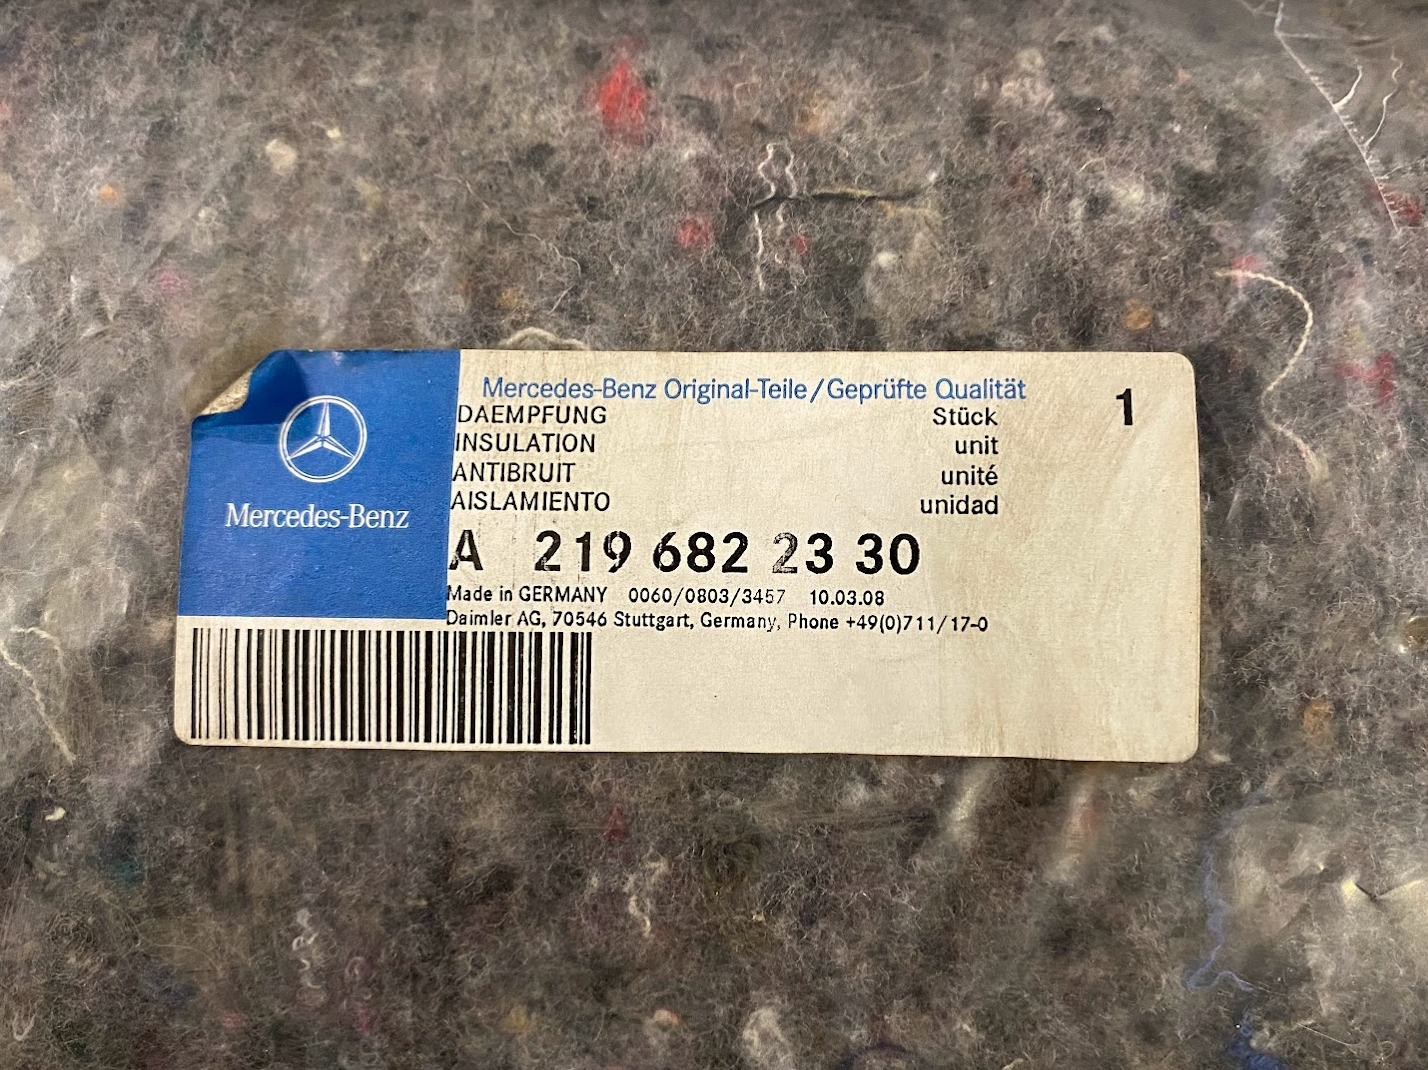 Mercedes-Benz
Mercedes-Benz Original-Teile/Geprüfte Qualität
DAEMPFUNG Stück 1
INSULATION unit
ANTIBRUIT unité
AISLAMIENTO unidad
A 219 682 23 30
Made in GERMANY 0060/0803/3457 10.03.08
Daimler AG, 70546 Stuttgart, Germany, Phone +49(0)711/17-0